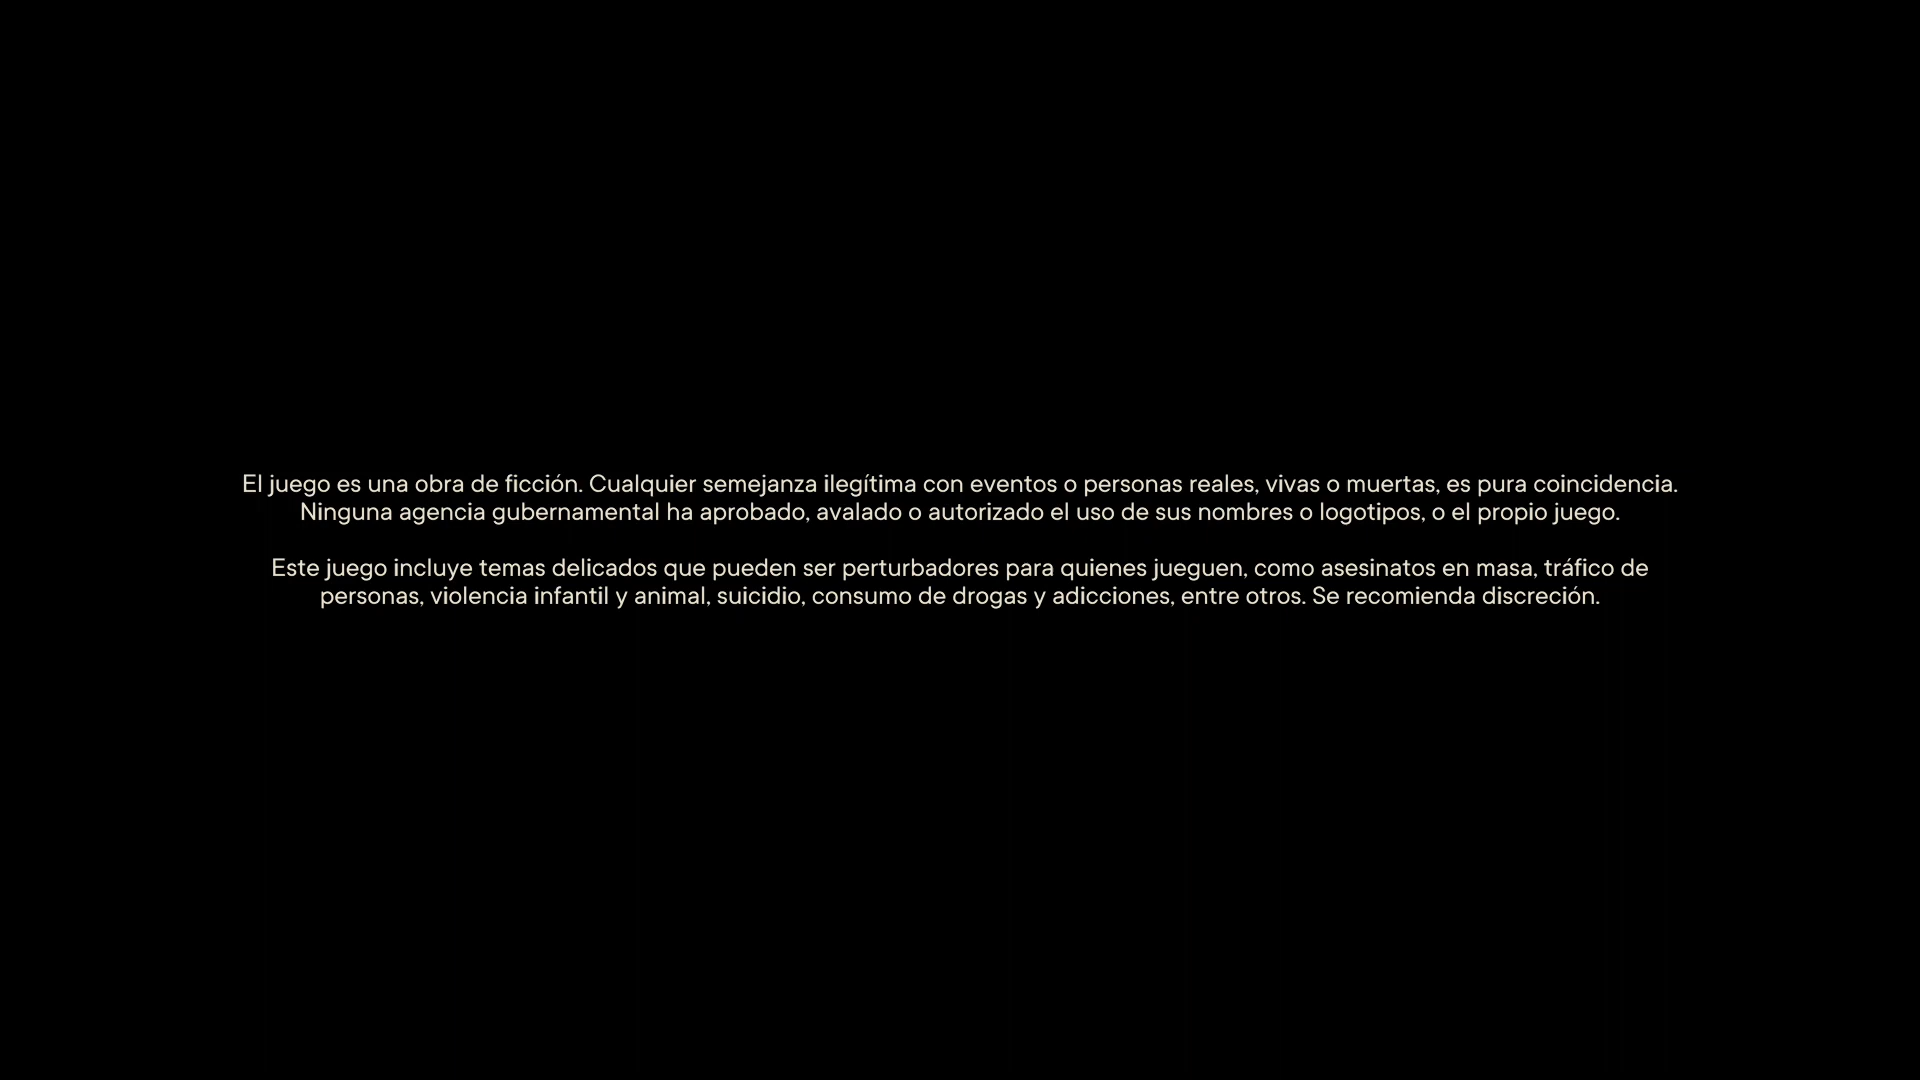 El juego es una obra de ficción. Cualquier semejanza ilegítima con eventos o personas reales, vivas o muertas, es pura coincidencia.
Ninguna agencia gubernamental ha aprobado, avalado o autorizado el uso de sus nombres o logotipos, o el propio juego.
Este juego incluye temas delicados que pueden ser perturbadores para quienes jueguen, como asesinatos en masa, tráfico de
personas, violencia infantil y animal, suicidio, consumo de drogas y adicciones, entre otros. Se recomienda discreción.